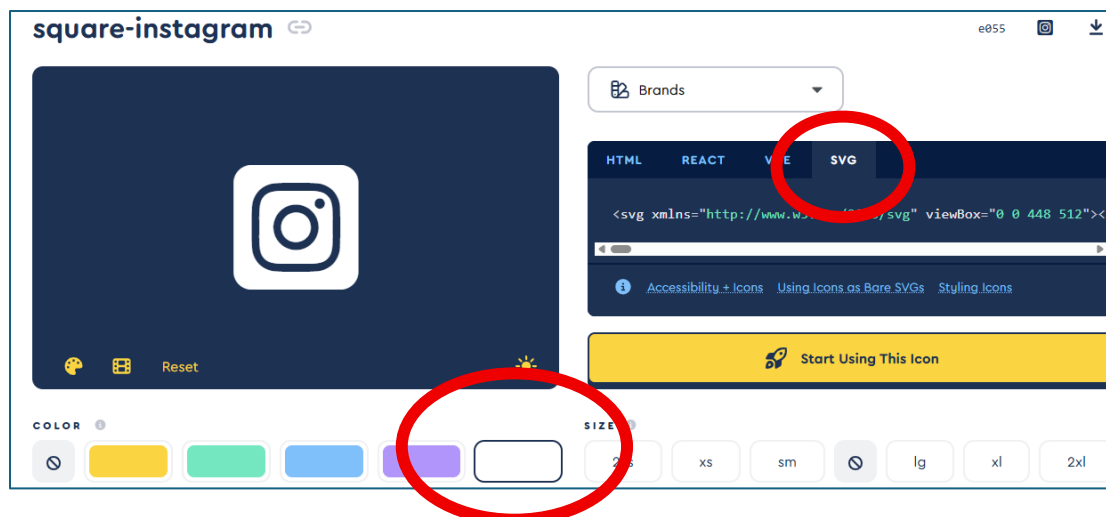 square-instagram
e055
Brands
HTML REACT SVG
<svg xmlns="http://www.w3 /svg" viewBox="0 0 448 512"><
Accessibility + Icons Using Icons as Bare SVGs Styling Icons
Reset
Start Using This Icon
COLOR
SIZE
xs sm lg xl 2xl